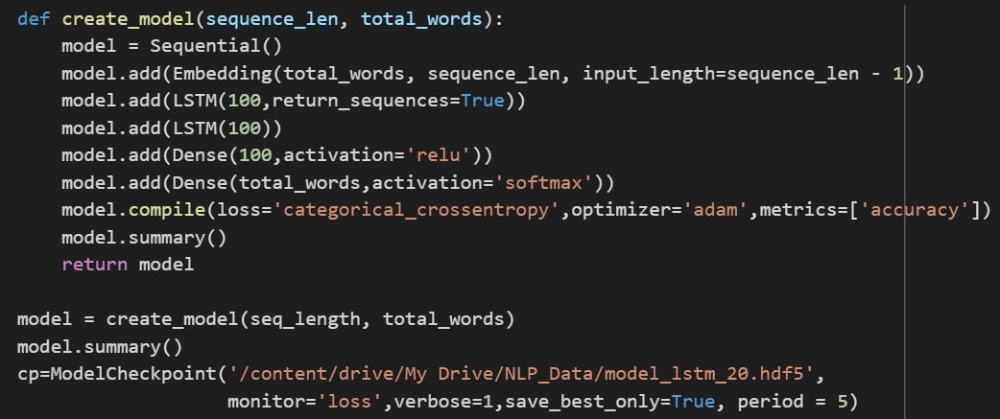 def create_model(sequence_len, total_words):
    model = Sequential()
    model.add(Embedding(total_words, sequence_len, input_length=sequence_len - 1))
    model.add(LSTM(100,return_sequences=True))
    model.add(LSTM(100))
    model.add(Dense(100,activation='relu'))
    model.add(Dense(total_words,activation='softmax'))
    model.compile(loss='categorical_crossentropy',optimizer='adam',metrics=['accuracy'])
    model.summary()
    return model

model = create_model(seq_length, total_words)
model.summary()
cp=ModelCheckpoint('/content/drive/My Drive/NLP_Data/model_lstm_20.hdf5',
                   monitor='loss',verbose=1,save_best_only=True, period = 5)